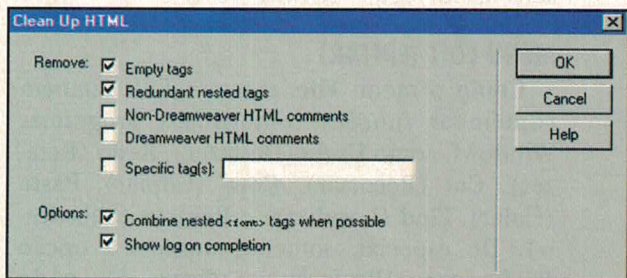 Clean Up HTML
Remove: Empty tags
Redundant nested tags
Non-Dreamweaver HTML comments
Dreamweaver HTML comments
Specific tag(s):
Options: Combine nested <font> tags when possible
Show log on completion
OK
Cancel
Help